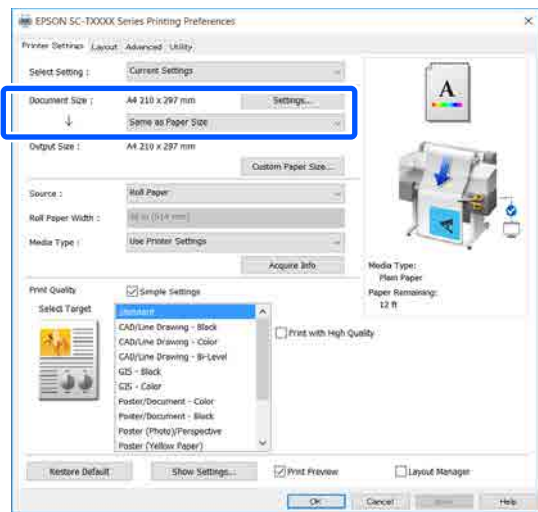 EPSON SC-TXXXX Series Printing Preferences
Printer Settings Layout Advanced Utility
Select Setting : Current Settings
Document Size : A4 210 x 297 mm Settings...
↓ Same as Paper Size
Output Size : A4 210 x 297 mm
Custom Paper Size...
Source : Roll Paper
Roll Paper Width :
Media Type : Use Printer Settings
Acquire Info
A
Media Type:
Plain Paper
Paper Remaining:
12 ft
Print Quality Simple Settings
Select Target
Standard
CAD/Line Drawing - Black
CAD/Line Drawing - Color
CAD/Line Drawing - Bi-Level
GIS - Black
GIS - Color
Poster/Document - Color
Poster/Document - Black
Poster (Photo)/Perspective
Poster (Yellow Paper)
Print with High Quality
Restore Default Show Settings... Print Preview Layout Manager
OK Cancel Help